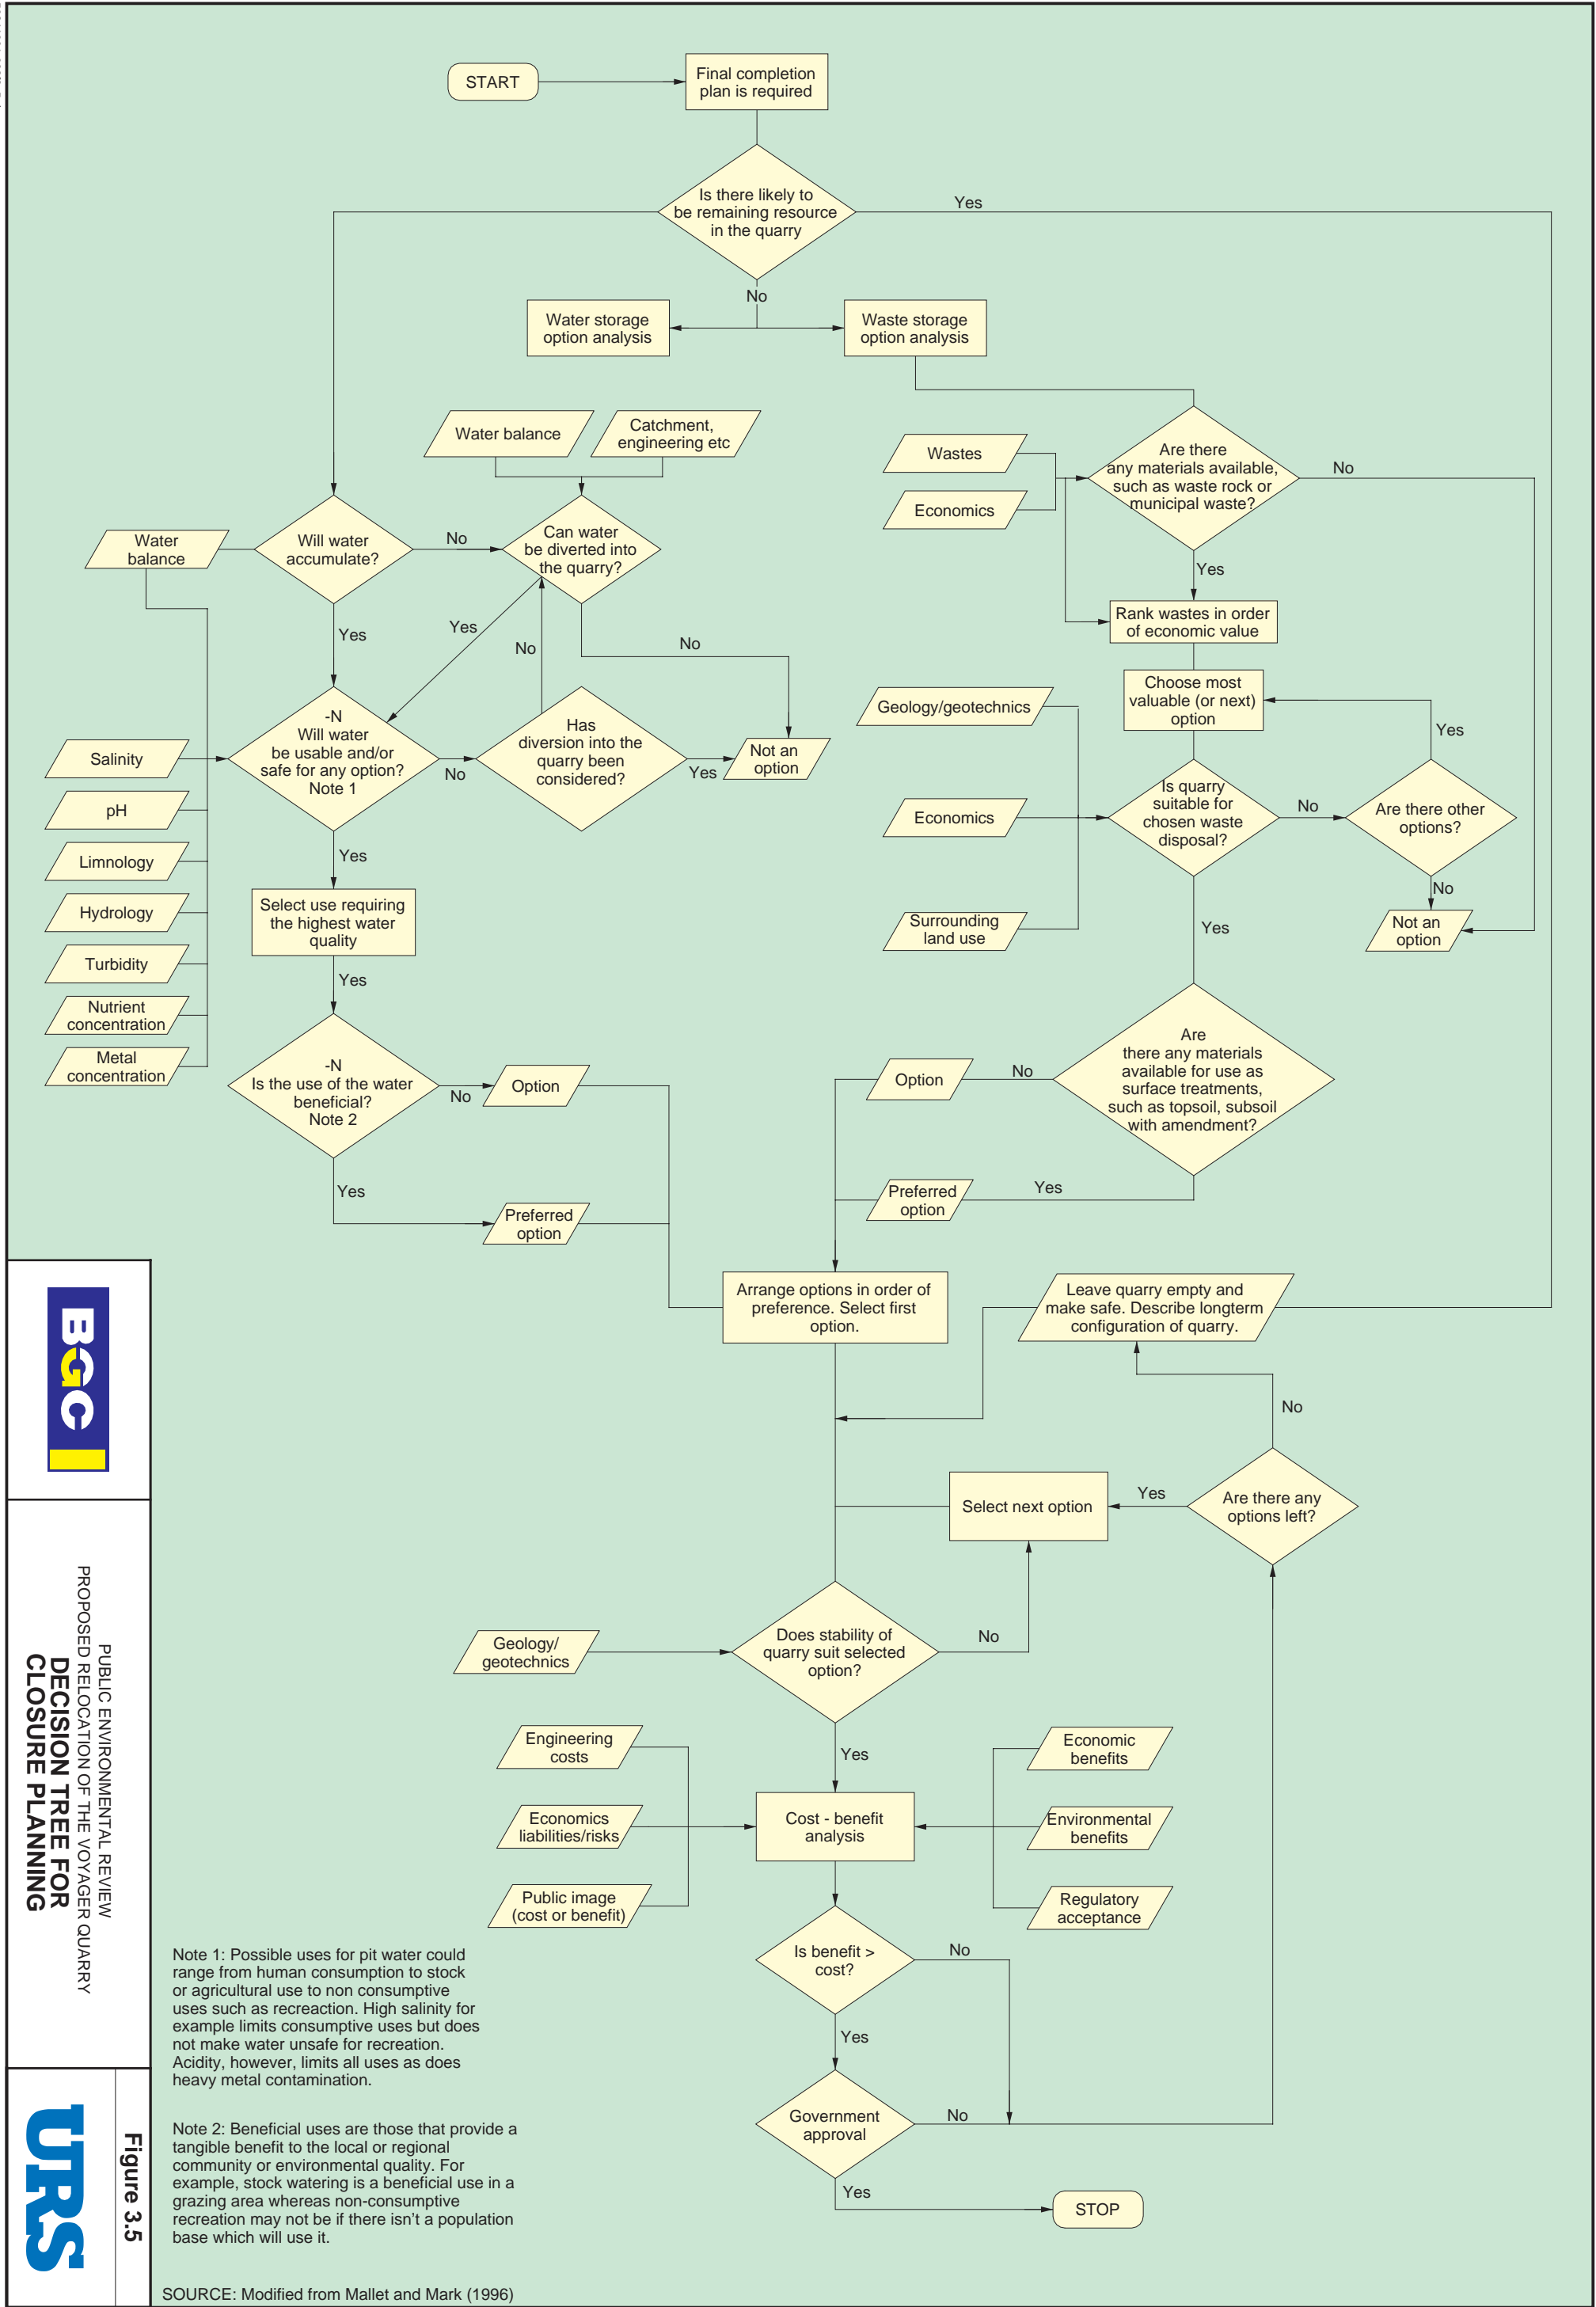 START
Final completion
plan is required
Is there likely to
be remaining resource
in the quarry
Yes
No
Water storage
option analysis
Waste storage
option analysis
Water balance
Catchment,
engineering etc
Wastes
Economics
Are there
any materials available,
such as waste rock or
municipal waste?
No
Water
balance
Will water
accumulate?
No
Can water
be diverted into
the quarry?
Yes
Rank wastes in order
of economic value
Yes
Yes
No
No
Choose most
valuable (or next)
option
Geology/geotechnics
Yes
-N
Will water
be usable and/or
safe for any option?
Note 1
No
Has
diversion into the
quarry been
considered?
Yes
Not an
option
Salinity
pH
Limnology
Hydrology
Turbidity
Nutrient
concentration
Metal
concentration
Economics
Is quarry
suitable for
chosen waste
disposal?
No
Are there other
options?
No
Not an
option
Surrounding
land use
Yes
Yes
Select use requiring
the highest water
quality
Yes
-N
Is the use of the water
beneficial?
Note 2
No
Option
Option
No
Are
there any materials
available for use as
surface treatments,
such as topsoil, subsoil
with amendment?
Yes
Preferred
option
Preferred
option
Yes
Arrange options in order of
preference. Select first
option.
Leave quarry empty and
make safe. Describe longterm
configuration of quarry.
No
Select next option
Yes
Are there any
options left?
Geology/
geotechnics
Does stability of
quarry suit selected
option?
No
Yes
Engineering
costs
Economics
liabilities/risks
Public image
(cost or benefit)
Cost - benefit
analysis
Economic
benefits
Environmental
benefits
Regulatory
acceptance
Is benefit >
cost?
No
Yes
Government
approval
No
Yes
STOP
Note 1: Possible uses for pit water could
range from human consumption to stock
or agricultural use to non consumptive
uses such as recreaction. High salinity for
example limits consumptive uses but does
not make water unsafe for recreation.
Acidity, however, limits all uses as does
heavy metal contamination.
Note 2: Beneficial uses are those that provide a
tangible benefit to the local or regional
community or environmental quality. For
example, stock watering is a beneficial use in a
grazing area whereas non-consumptive
recreation may not be if there isn't a population
base which will use it.
SOURCE: Modified from Mallet and Mark (1996)
BGC
PUBLIC ENVIRONMENTAL REVIEW
PROPOSED RELOCATION OF THE VOYAGER QUARRY
DECISION TREE FOR
CLOSURE PLANNING
Figure 3.5
URS